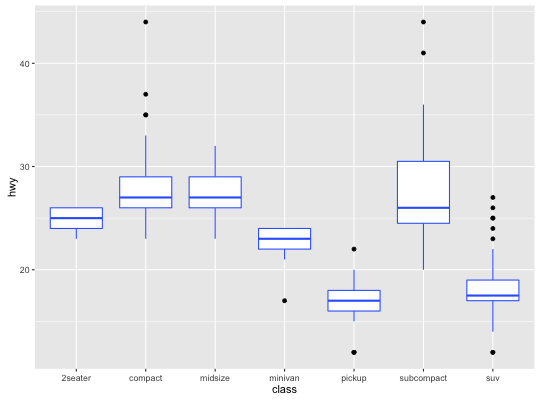 hwy
40
30
20
2seater compact midsize minivan pickup subcompact suv
class